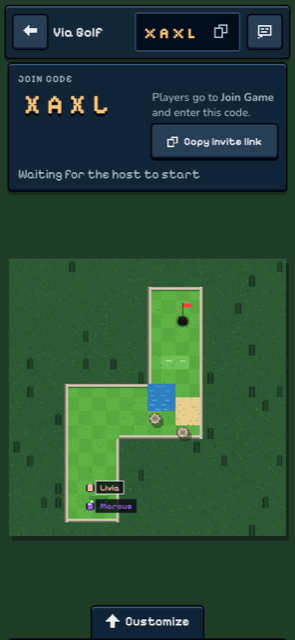 Via Golf
XAXL
JOIN CODE
XAXL
Players go to Join Game
and enter this code.
Copy invite link
Waiting for the host to start
Livia
Marcus
Customize